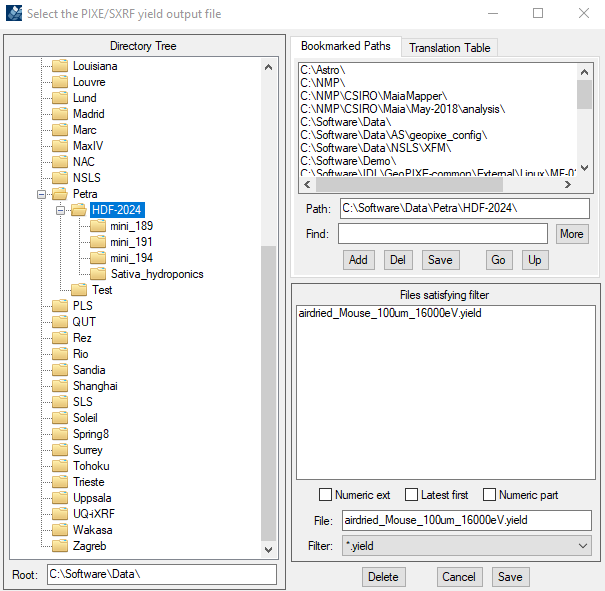 Select the PIXE/SXRF yield output file
Directory Tree
Louisiana
Louvre
Lund
Madrid
Marc
MaxIV
NAC
NSLS
Petra
HDF-2024
mini_189
mini_191
mini_194
Sativa_hydroponics
Test
PLS
QUT
Rez
Rio
Sandia
Shanghai
SLS
Soleil
Spring8
Surrey
Tohoku
Trieste
Uppsala
UQ-iXRF
Wakasa
Zagreb
Root: C:\Software\Data\
Bookmarked Paths Translation Table
C:\Astro\
C:\NMP\
C:\NMP\CSIRO\MaiaMapper\
C:\NMP\CSIRO\Maia\May-2018\analysis\
C:\Software\Data\
C:\Software\Data\AS\geopixe_config\
C:\Software\Data\NSLS\XFM\
C:\Software\Demo\
C:\Software\IDL\GeoPIXE-common\External\Linux\MF-0
Path: C:\Software\Data\Petra\HDF-2024\
Find: More
Add Del Save Go Up
Files satisfying filter
airdried_Mouse_100um_16000eV.yield
Numeric ext Latest first Numeric part
File: airdried_Mouse_100um_16000eV.yield
Filter: *.yield
Delete Cancel Save